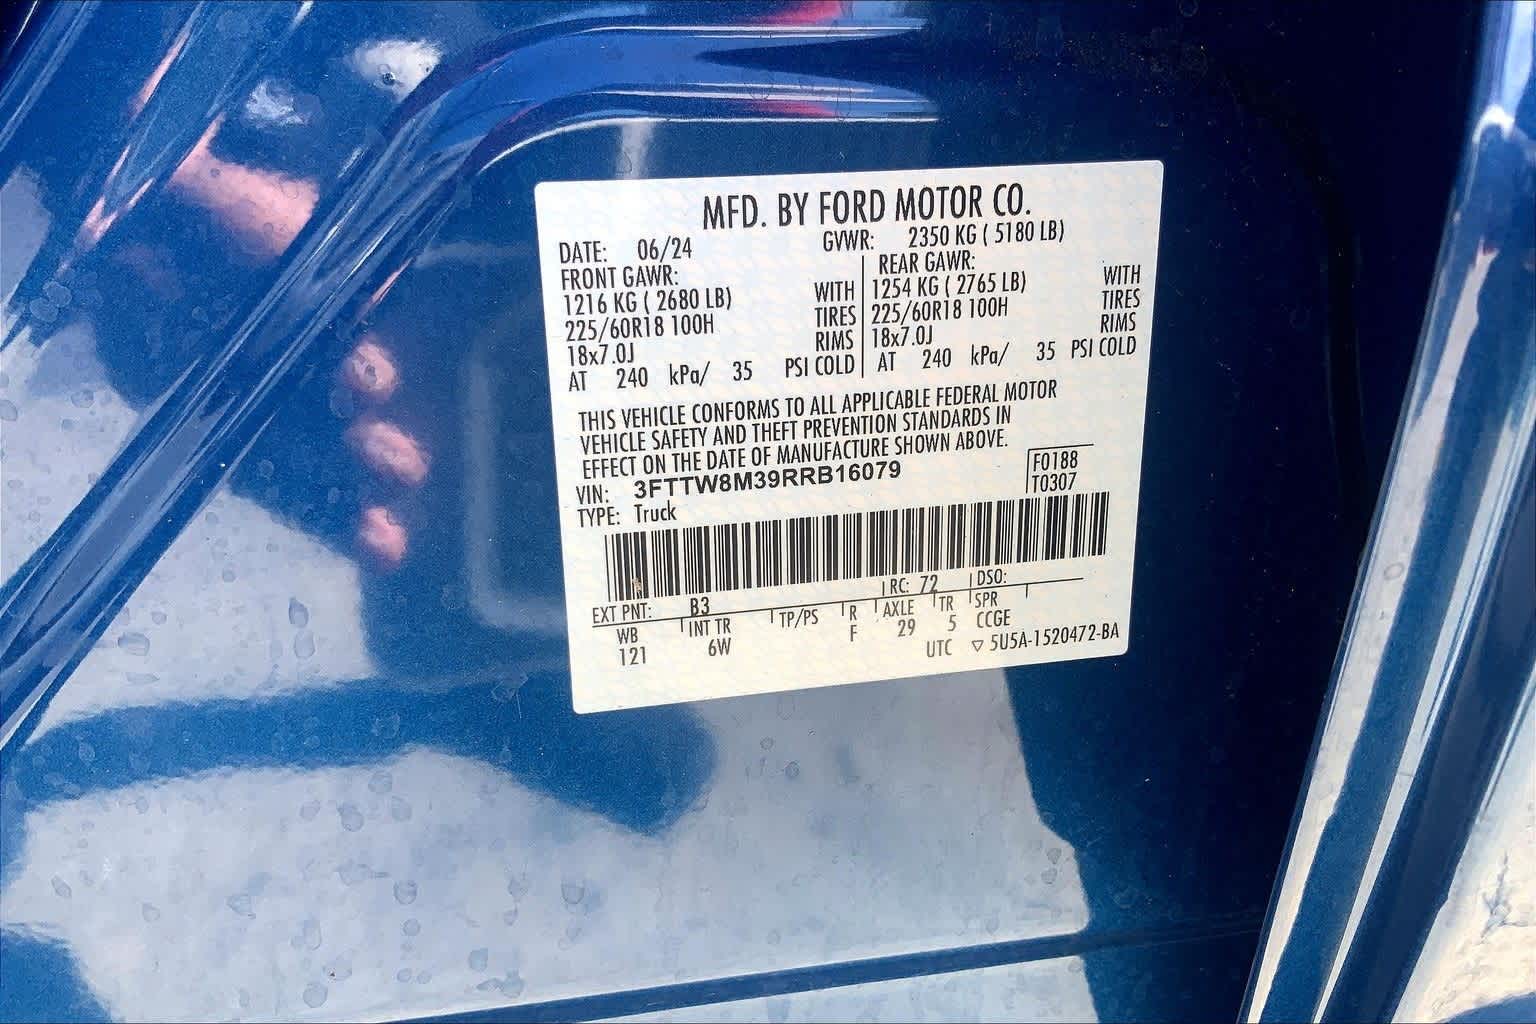 MFD. BY FORD MOTOR CO.
DATE: 06/24 GVWR: 2350 KG ( 5180 LB)
FRONT GAWR: REAR GAWR:
1216 KG ( 2680 LB) WITH 1254 KG ( 2765 LB) WITH
225/60R18 100H TIRES 225/60R18 100H TIRES
18x7.0J RIMS 18x7.0J RIMS
AT 240 kPa/ 35 PSI COLD AT 240 kPa/ 35 PSI COLD
THIS VEHICLE CONFORMS TO ALL APPLICABLE FEDERAL MOTOR
VEHICLE SAFETY AND THEFT PREVENTION STANDARDS IN
EFFECT ON THE DATE OF MANUFACTURE SHOWN ABOVE.
VIN: 3FTTW8M39RRB16079 F0188
TYPE: Truck T0307
EXT PNT: B3 RC: 72 DSO:
WB INT TR TP/PS R AXLE TR SPR
121 6W F 29 5 CCGE
UTC ▽ 5U5A-1520472-BA